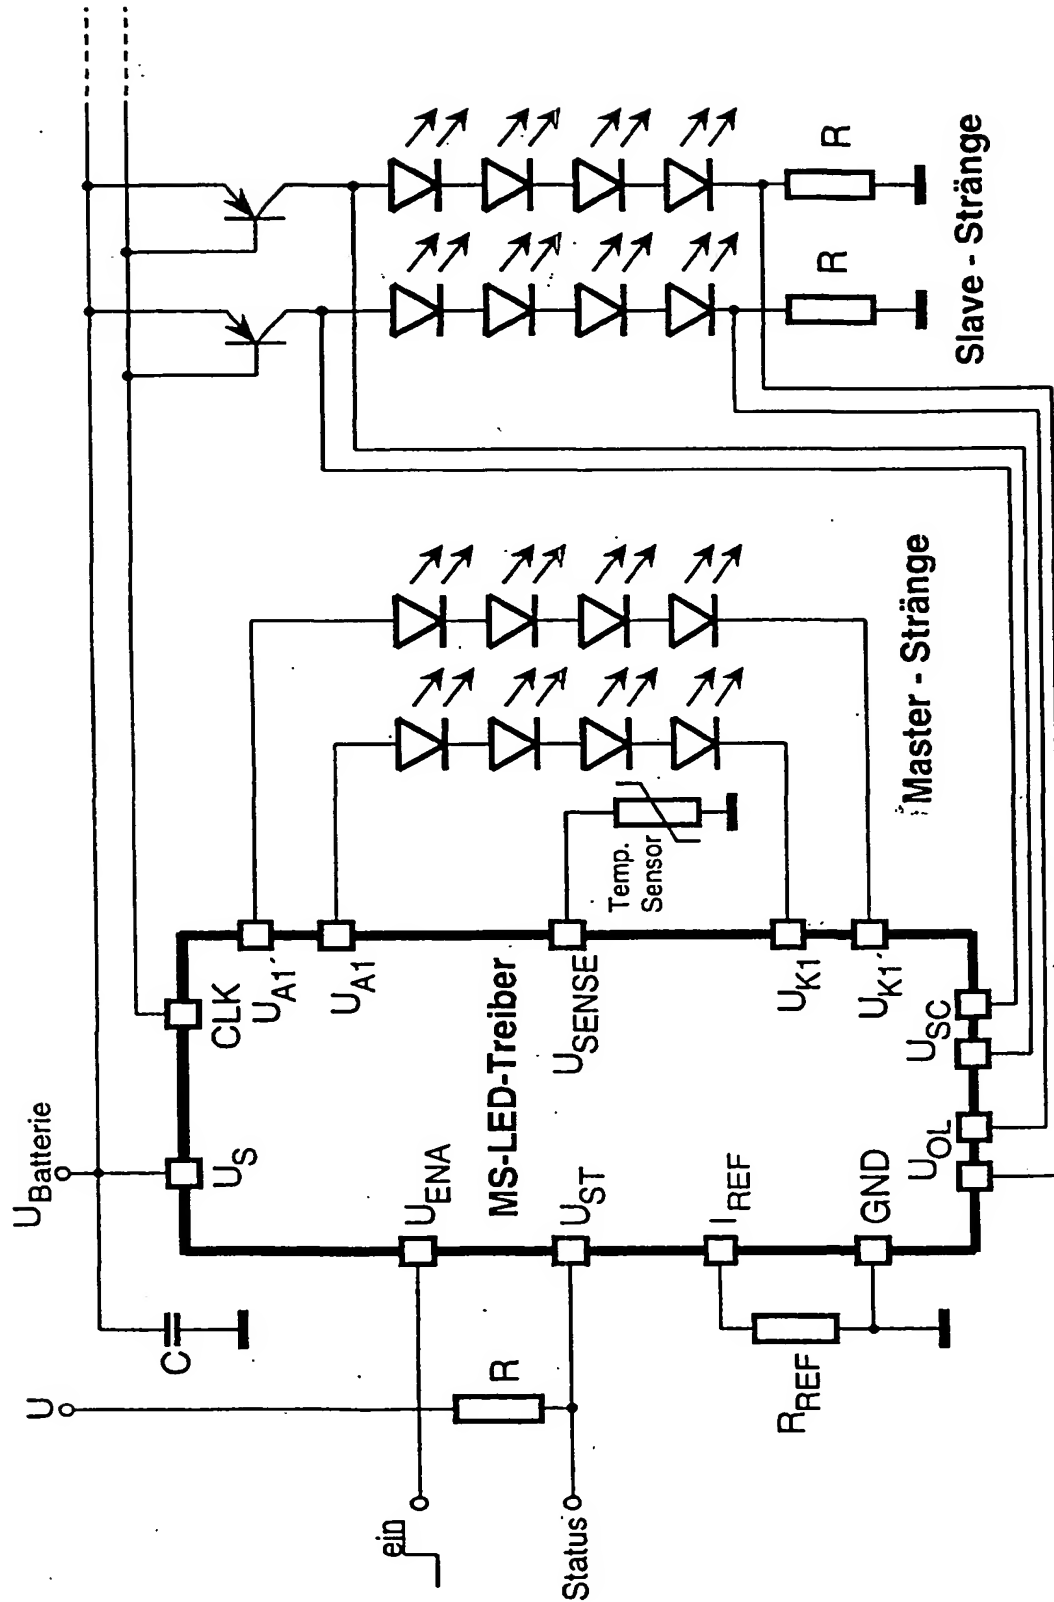 U
U_Batterie
C
ein
Status
R
R_REF
U_S
CLK
U_ENA
U_ST
I_REF
GND
MS-LED-Treiber
U_A1´
U_A1
U_SENSE
U_K1
U_K1´
U_OL
U_SC
Temp.
Sensor
Master - Stränge
R
R
Slave - Stränge